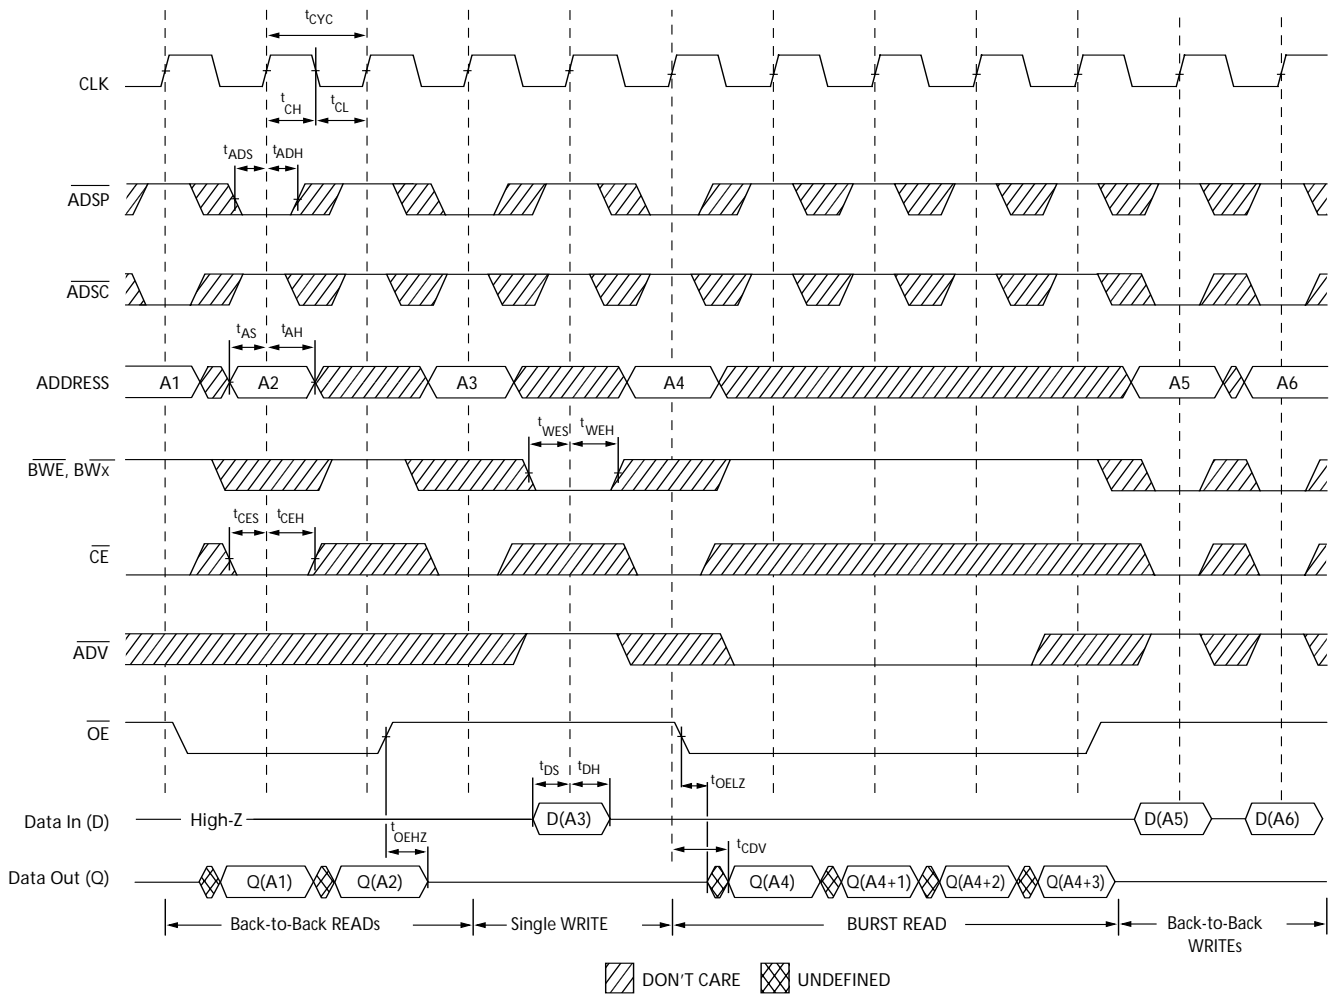 tCYC
CLK
tCH tCL
tADS tADH
ADSP
ADSC
tAS tAH
ADDRESS A1 A2 A3 A4 A5 A6
tWES tWEH
BWE, BWx
tCES tCEH
CE
ADV
OE
tDS tDH
tOELZ
Data In (D) High-Z D(A3) D(A5) D(A6)
tOEHZ
tCDV
Data Out (Q) Q(A1) Q(A2) Q(A4) Q(A4+1) Q(A4+2) Q(A4+3)
Back-to-Back READs Single WRITE BURST READ Back-to-Back
WRITEs
DON'T CARE UNDEFINED